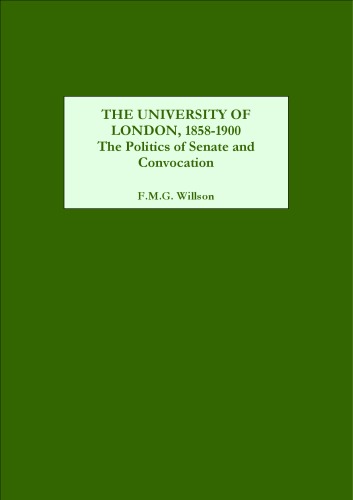 THE UNIVERSITY OF
LONDON, 1858-1900
The Politics of Senate and
Convocation
F.M.G. Willson